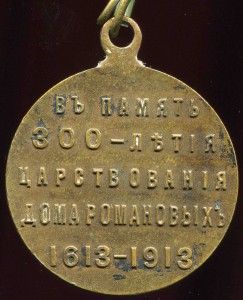 ВЪ ПАМЯТЬ
300-ЛѢТІЯ
ЦАРСТВОВАНІЯ
ДОМА РОМАНОВЫХЪ
1613-1913